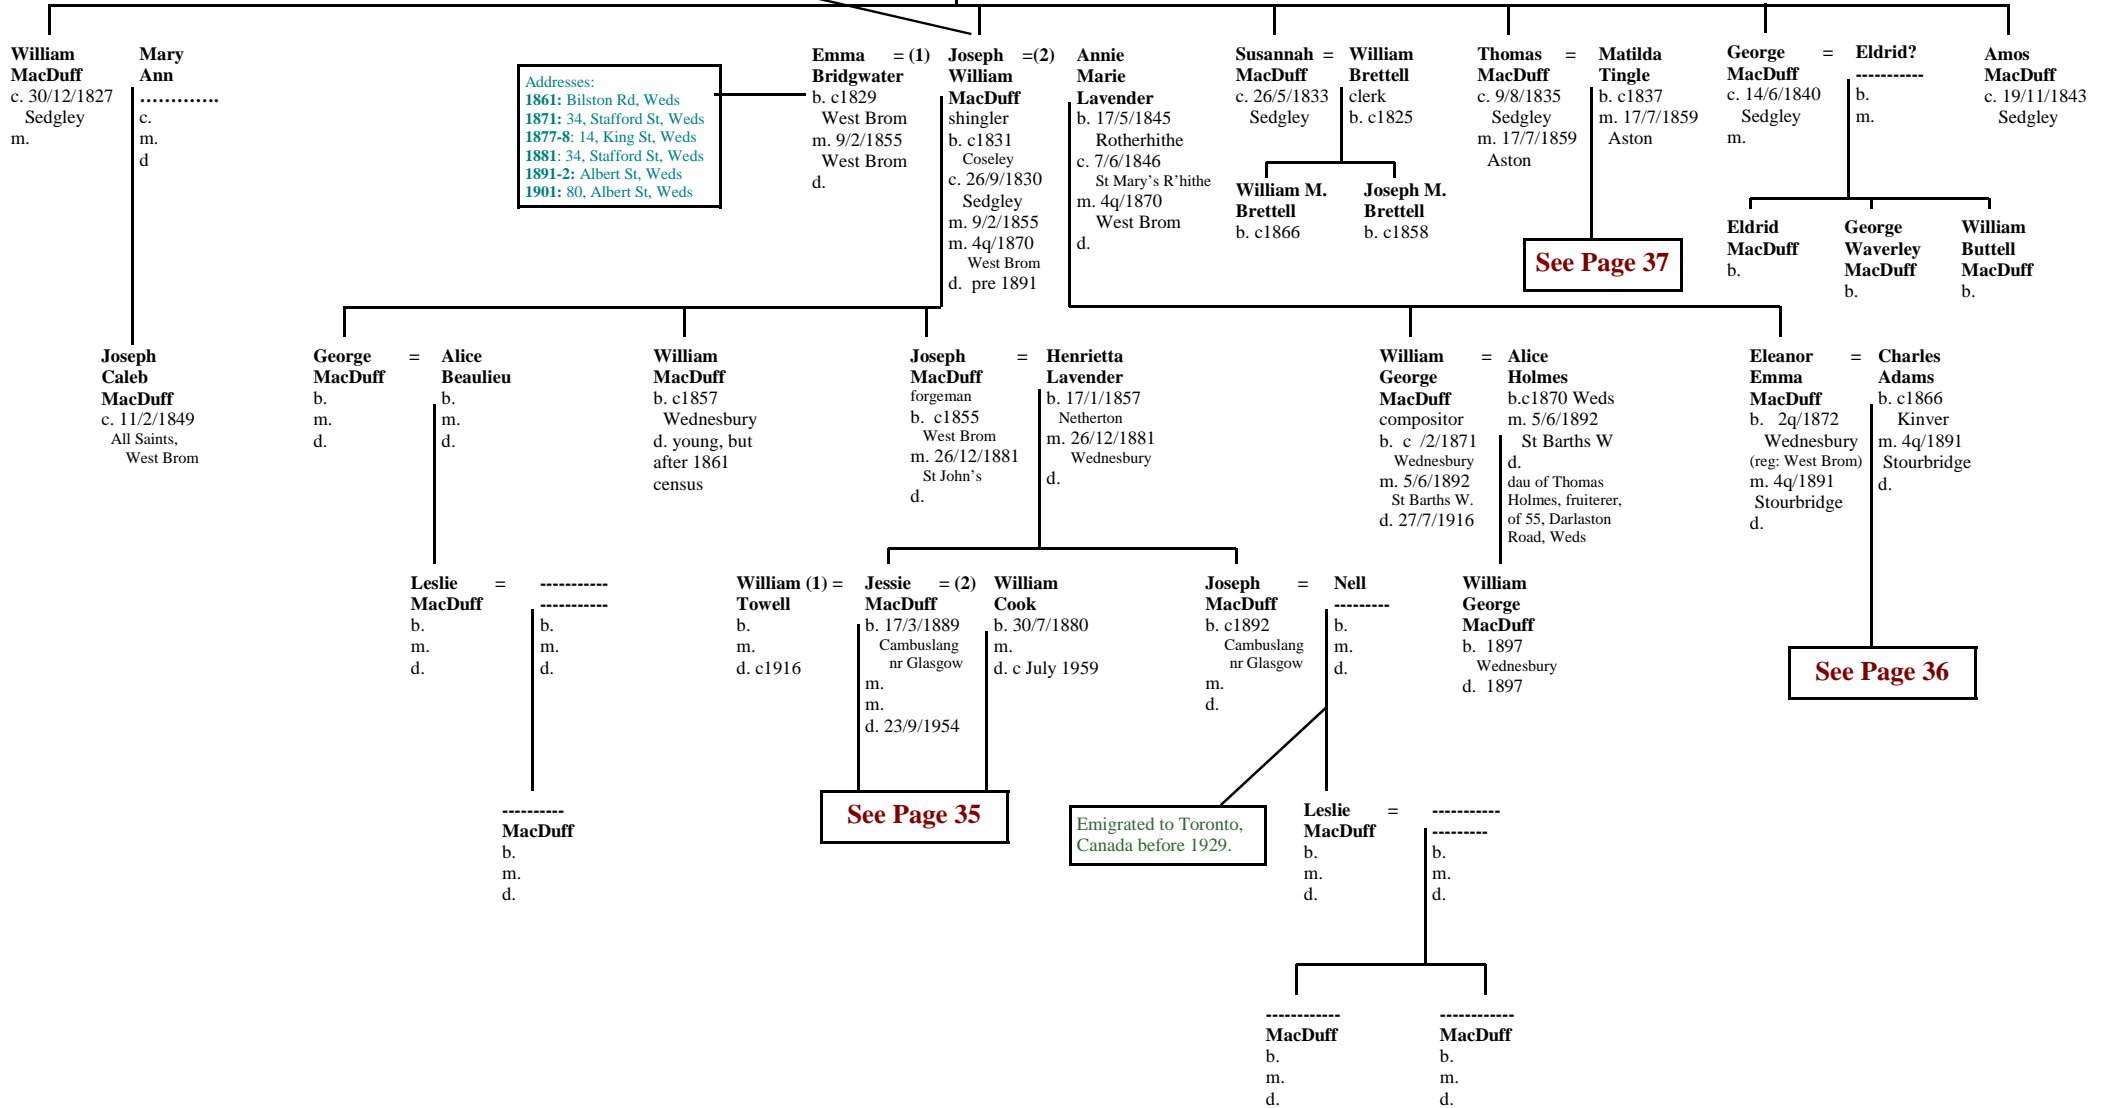 William
MacDuff
c. 30/12/1827
Sedgley
m.
Mary
Ann
.............
c.
m.
d
Addresses:
1861: Bilston Rd, Weds
1871: 34, Stafford St, Weds
1877-8: 14, King St, Weds
1881: 34, Stafford St, Weds
1891-2: Albert St, Weds
1901: 80, Albert St, Weds
Emma = (1)
Bridgwater
b. c1829
West Brom
m. 9/2/1855
West Brom
d.
Joseph =(2)
William
MacDuff
shingler
b. c1831
Coseley
c. 26/9/1830
Sedgley
m. 9/2/1855
m. 4q/1870
West Brom
d. pre 1891
Annie
Marie
Lavender
b. 17/5/1845
Rotherhithe
c. 7/6/1846
St Mary's R'hithe
m. 4q/1870
West Brom
d.
Susannah =
MacDuff
c. 26/5/1833
Sedgley
William
Brettell
clerk
b. c1825
William M.
Brettell
b. c1866
Joseph M.
Brettell
b. c1858
Thomas =
MacDuff
c. 9/8/1835
Sedgley
m. 17/7/1859
Aston
Matilda
Tingle
b. c1837
m. 17/7/1859
Aston
See Page 37
George =
MacDuff
c. 14/6/1840
Sedgley
m.
Eldrid?
-----------
b.
m.
Eldrid
MacDuff
b.
George
Waverley
MacDuff
b.
William
Buttell
MacDuff
b.
Amos
MacDuff
c. 19/11/1843
Sedgley
Joseph
Caleb
MacDuff
c. 11/2/1849
All Saints,
West Brom
George =
MacDuff
b.
m.
d.
Alice
Beaulieu
b.
m.
d.
William
MacDuff
b. c1857
Wednesbury
d. young, but
after 1861
census
Joseph =
MacDuff
forgeman
b. c1855
West Brom
m. 26/12/1881
St John's
d.
Henrietta
Lavender
b. 17/1/1857
Netherton
m. 26/12/1881
Wednesbury
d.
William =
George
MacDuff
compositor
b. c /2/1871
Wednesbury
m. 5/6/1892
St Barths W.
d. 27/7/1916
Alice
Holmes
b.c1870 Weds
m. 5/6/1892
St Barths W
d.
dau of Thomas
Holmes, fruiterer,
of 55, Darlaston
Road, Weds
Eleanor =
Emma
MacDuff
b. 2q/1872
Wednesbury
(reg: West Brom)
m. 4q/1891
Stourbridge
d.
Charles
Adams
b. c1866
Kinver
m. 4q/1891
Stourbridge
d.
See Page 36
Leslie =
MacDuff
b.
m.
d.
-----------
-----------
b.
m.
d.
William (1) =
Towell
b.
m.
d. c1916
Jessie = (2)
MacDuff
b. 17/3/1889
Cambuslang
nr Glasgow
m.
m.
d. 23/9/1954
William
Cook
b. 30/7/1880
m.
d. c July 1959
Joseph =
MacDuff
b. c1892
Cambuslang
nr Glasgow
m.
d.
Nell
---------
b.
m.
d.
William
George
MacDuff
b. 1897
Wednesbury
d. 1897
----------
MacDuff
b.
m.
d.
See Page 35
Emigrated to Toronto,
Canada before 1929.
Leslie =
MacDuff
b.
m.
d.
-----------
---------
b.
m.
d.
------------
MacDuff
b.
m.
d.
------------
MacDuff
b.
m.
d.